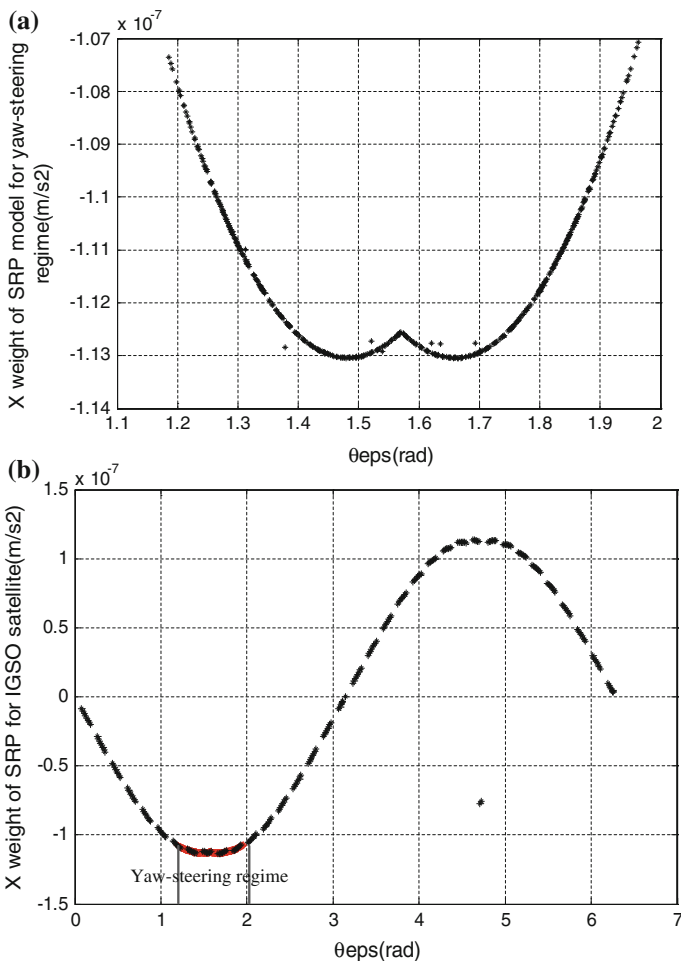 (a)
x 10-7
-1.07
-1.08
-1.09
-1.1
-1.11
-1.12
-1.13
-1.14
X weight of SRP model for yaw-steering
regime(m/s2)
1.1 1.2 1.3 1.4 1.5 1.6 1.7 1.8 1.9 2
θeps(rad)
(b)
x 10-7
1.5
1
0.5
0
-0.5
-1
-1.5
X weight of SRP for IGSO satellite(m/s2)
Yaw-steering regime
0 1 2 3 4 5 6 7
θeps(rad)